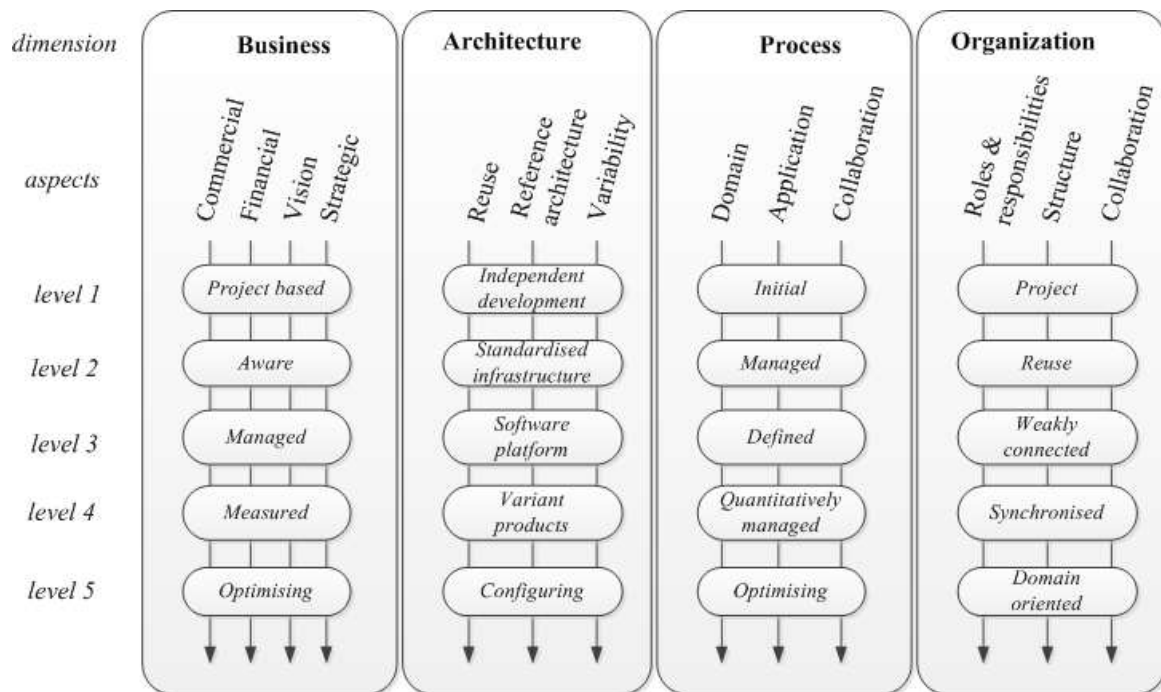 dimension
Business
Architecture
Process
Organization
aspects
Commercial
Financial
Vision
Strategic
Reuse
Reference
architecture
Variability
Domain
Application
Collaboration
Roles &
responsibilities
Structure
Collaboration
level 1
Project based
Independent
development
Initial
Project
level 2
Aware
Standardised
infrastructure
Managed
Reuse
level 3
Managed
Software
platform
Defined
Weakly
connected
level 4
Measured
Variant
products
Quantitatively
managed
Synchronised
level 5
Optimising
Configuring
Optimising
Domain
oriented